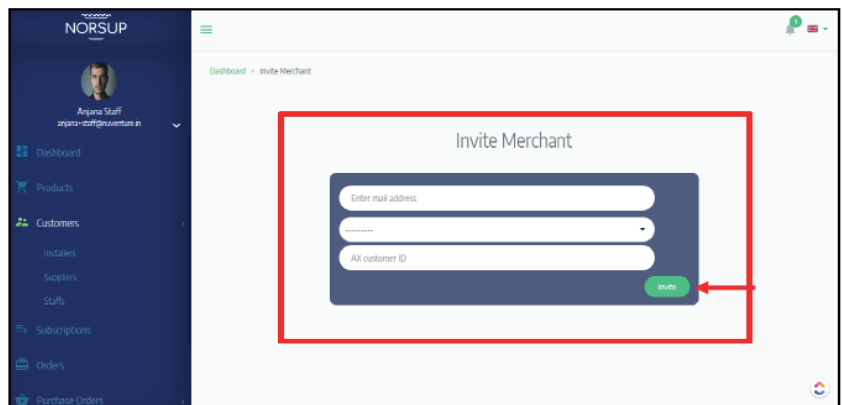 NORSUP
1
Dashboard > Invite Merchant
Anjana Staff
anjana+staff@nuventure.in
Invite Merchant
Dashboard
Products
Enter mail address
Customers
---------
Installers
AX customer ID
Suppliers
Invite
Staffs
Subscriptions
Orders
Purchase Orders